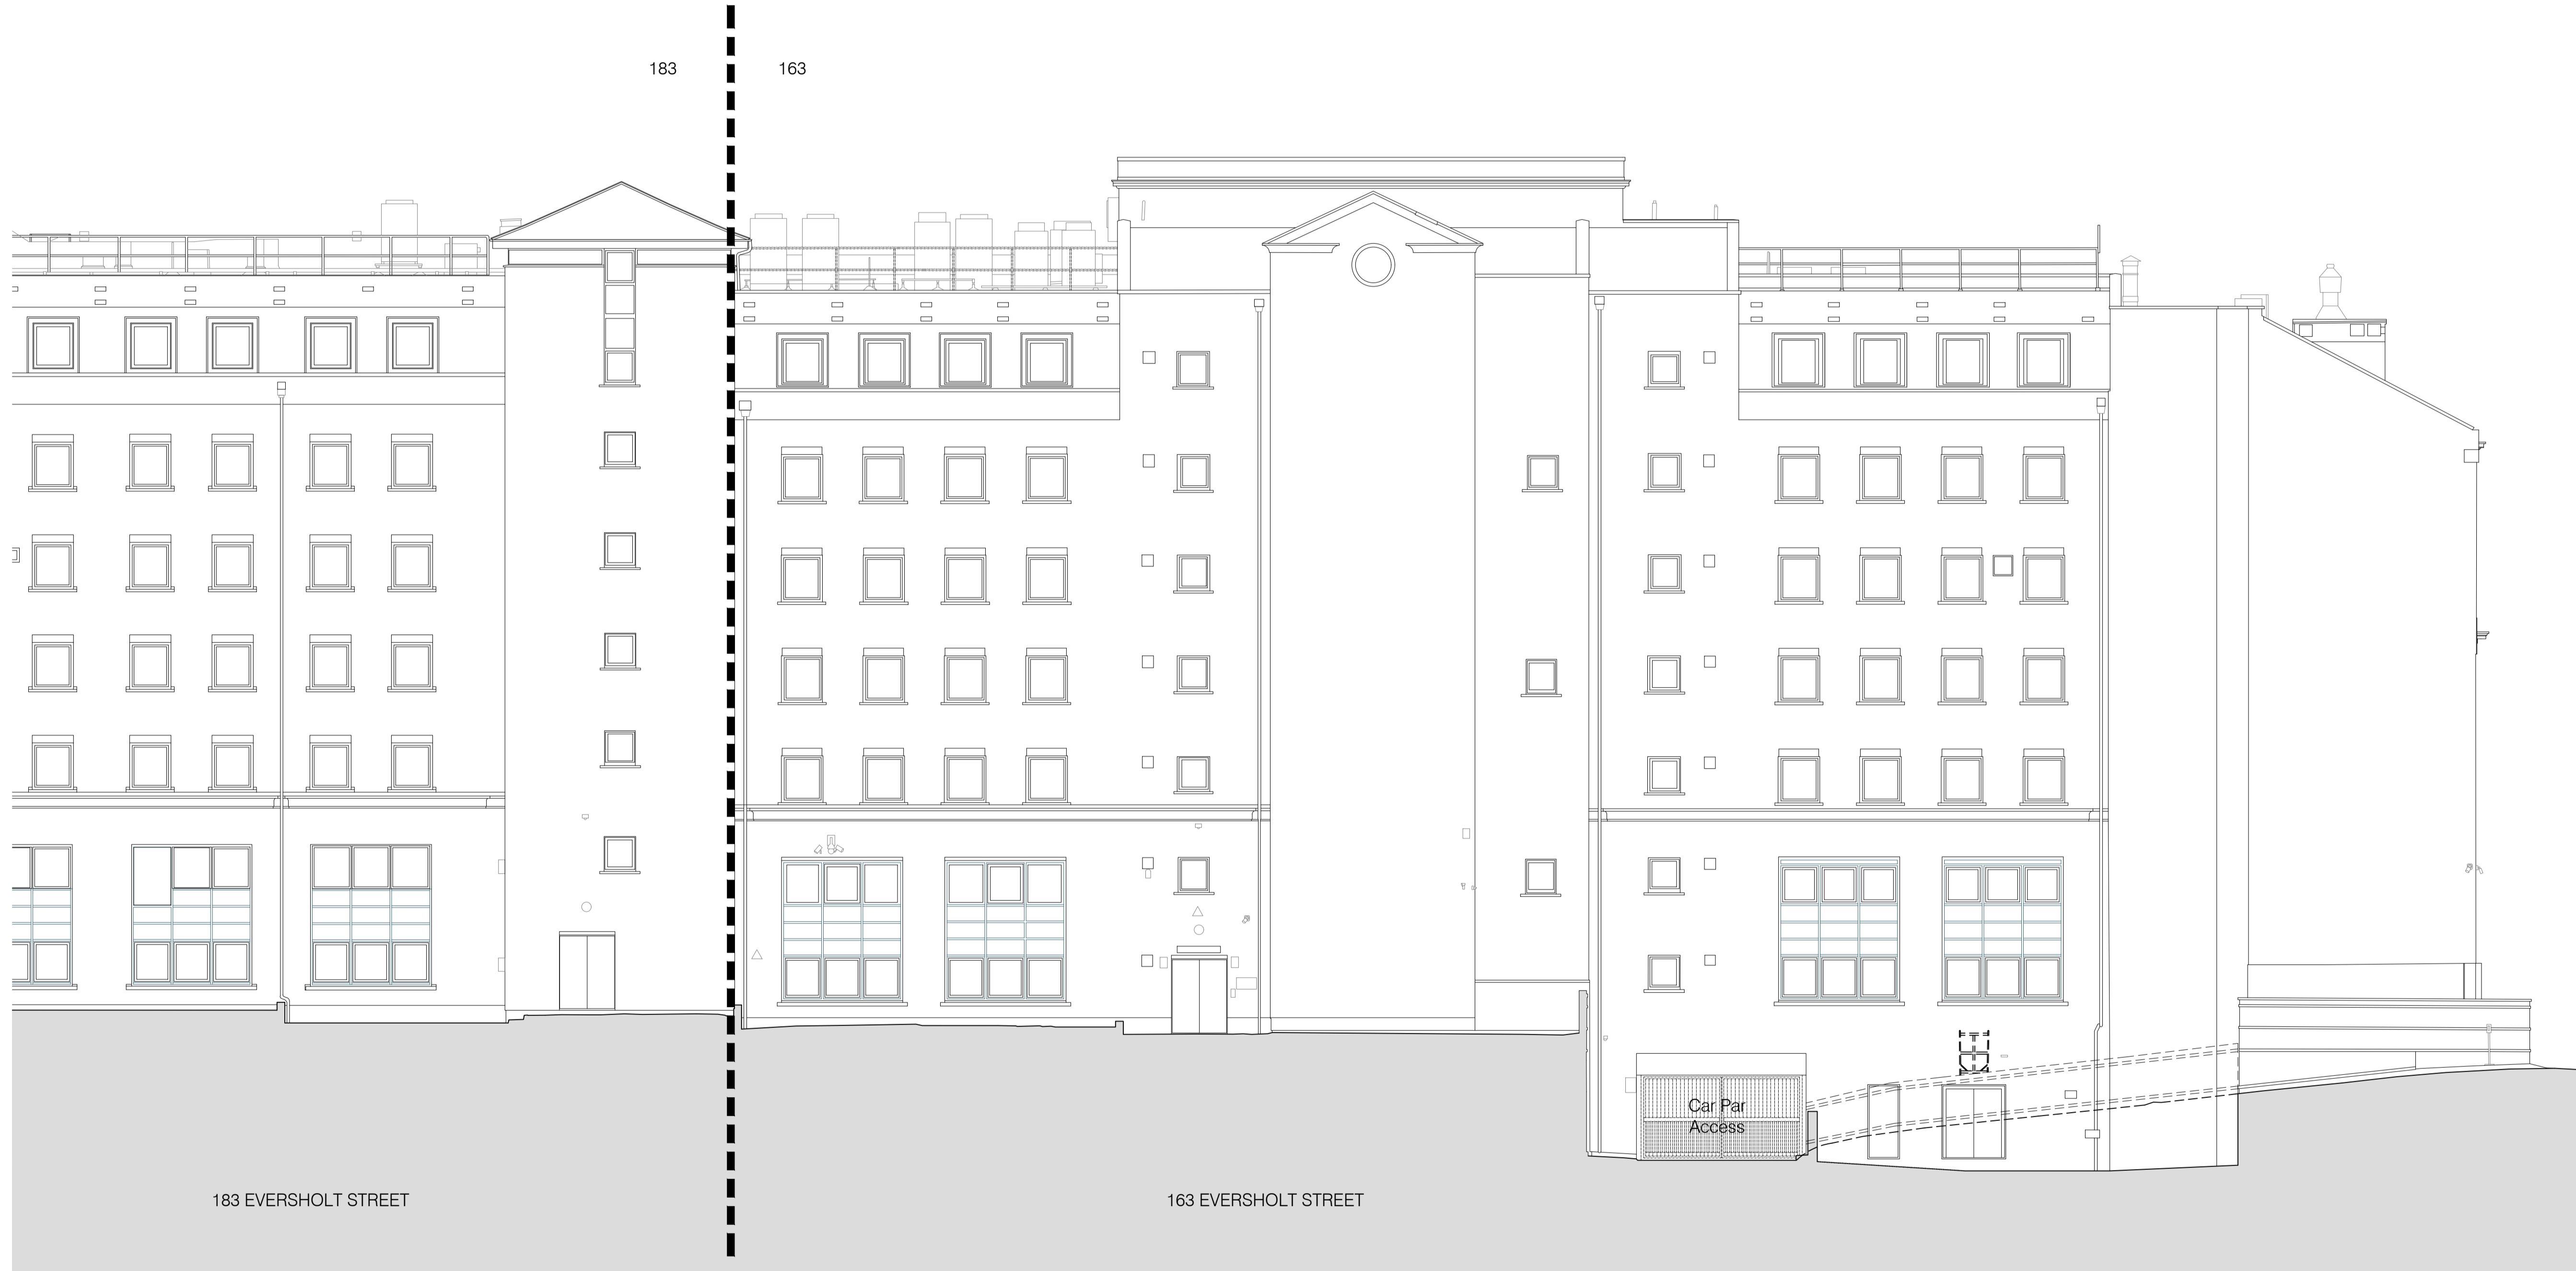 183
163
Car Par
Access
183 EVERSHOLT STREET
163 EVERSHOLT STREET